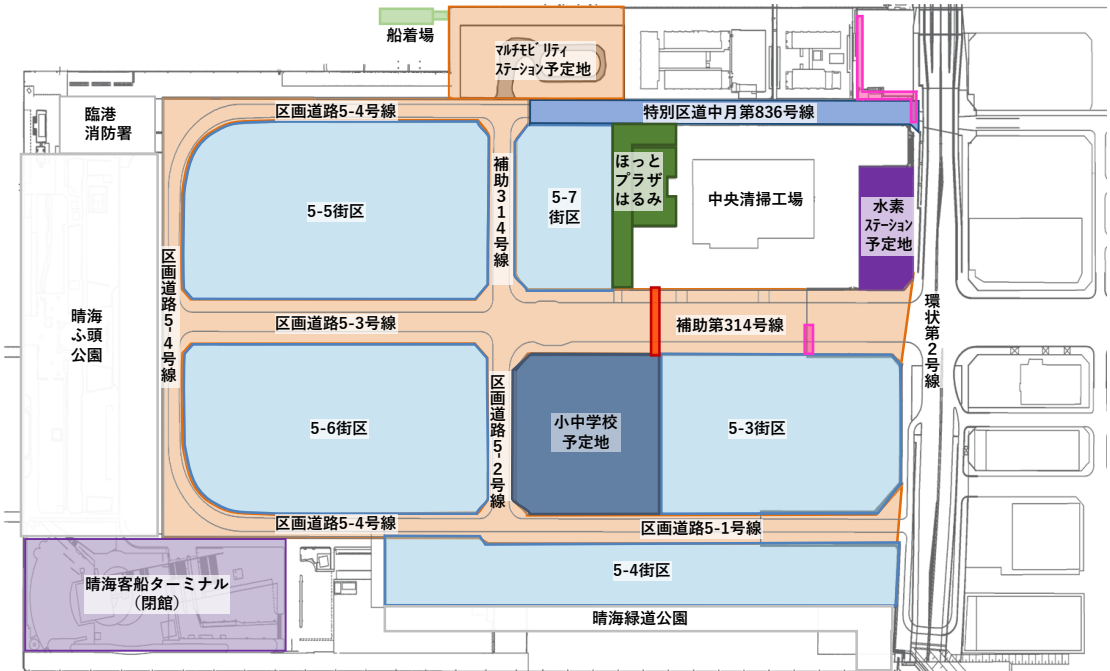 船着場
マルチモビリティ
ステーション予定地
臨港
消防署
区画道路5-4号線
特別区道中月第836号線
補助314号線
ほっと
プラザ
はるみ
5-7
街区
中央清掃工場
水素
ステーション
予定地
5-5街区
区画道路5-4号線
晴海
ふ頭
公園
区画道路5-3号線
補助第314号線
環状第2号線
5-6街区
区画道路5-2号線
小中学校
予定地
5-3街区
区画道路5-4号線
区画道路5-1号線
5-4街区
晴海客船ターミナル
（閉館）
晴海緑道公園